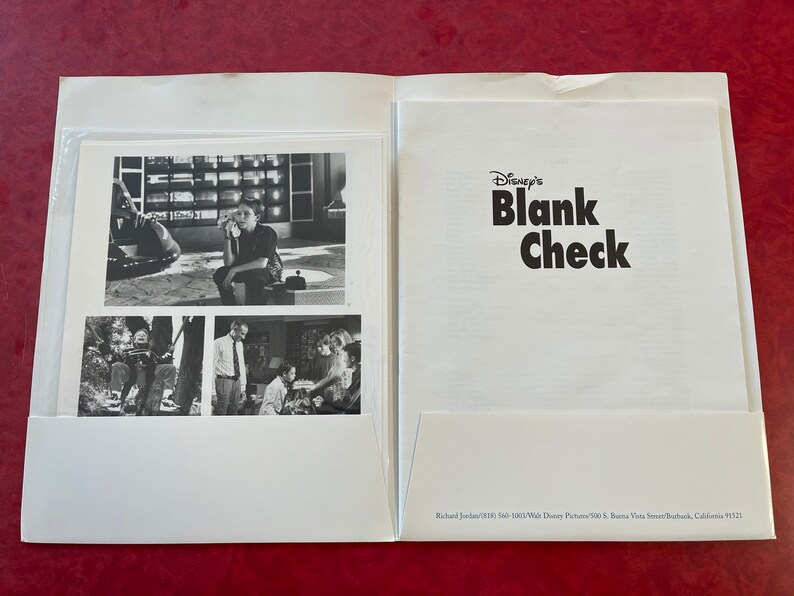 Disney's
Blank
Check
Richard Jordan/(818) 560-1003/Walt Disney Pictures/500 S. Buena Vista Street/Burbank, California 91521